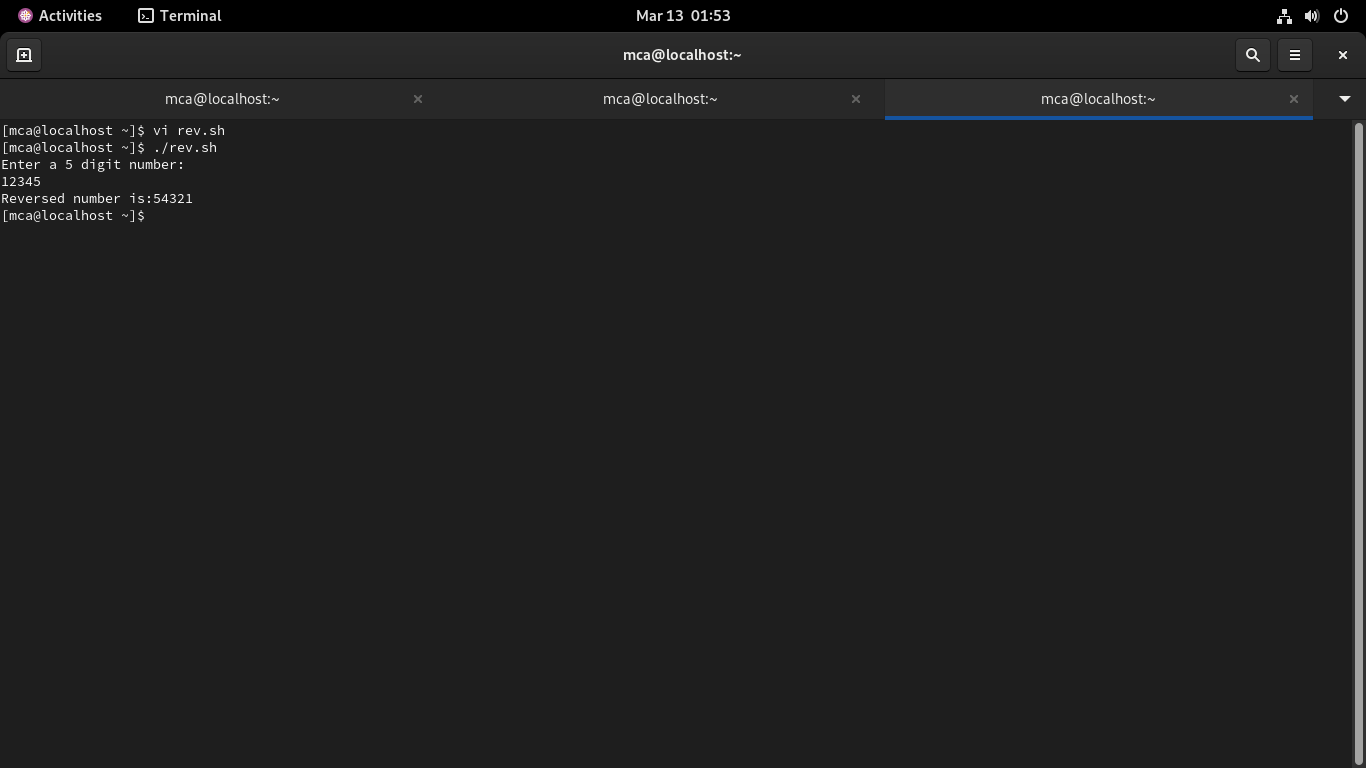 Activities Terminal Mar 13 01:53
mca@localhost:~
mca@localhost:~ mca@localhost:~ mca@localhost:~
[mca@localhost ~]$ vi rev.sh
[mca@localhost ~]$ ./rev.sh
Enter a 5 digit number:
12345
Reversed number is:54321
[mca@localhost ~]$